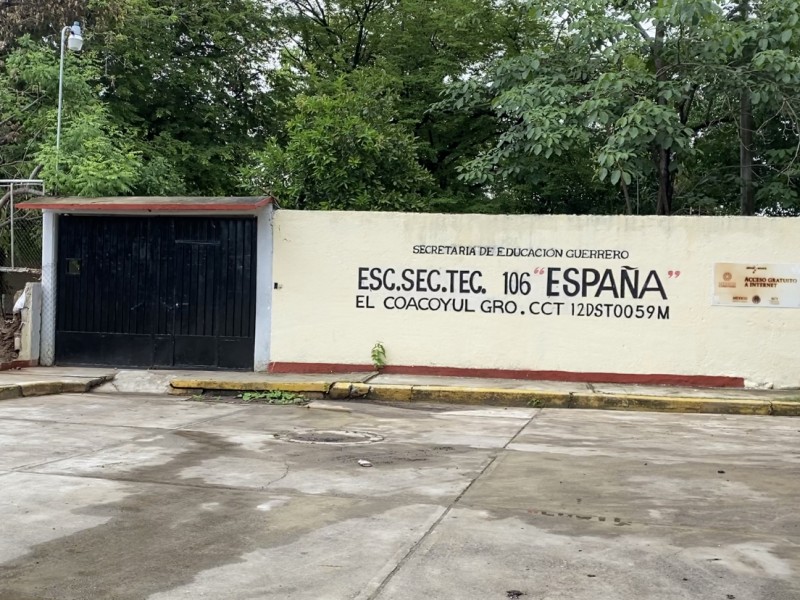 SECRETARIA DE EDUCACIÓN GUERRERO
ESC.SEC.TEC. 106 "ESPAÑA"
EL COACOYUL GRO. CCT 12DST0059M
ACCESO GRATUITO
A INTERNET